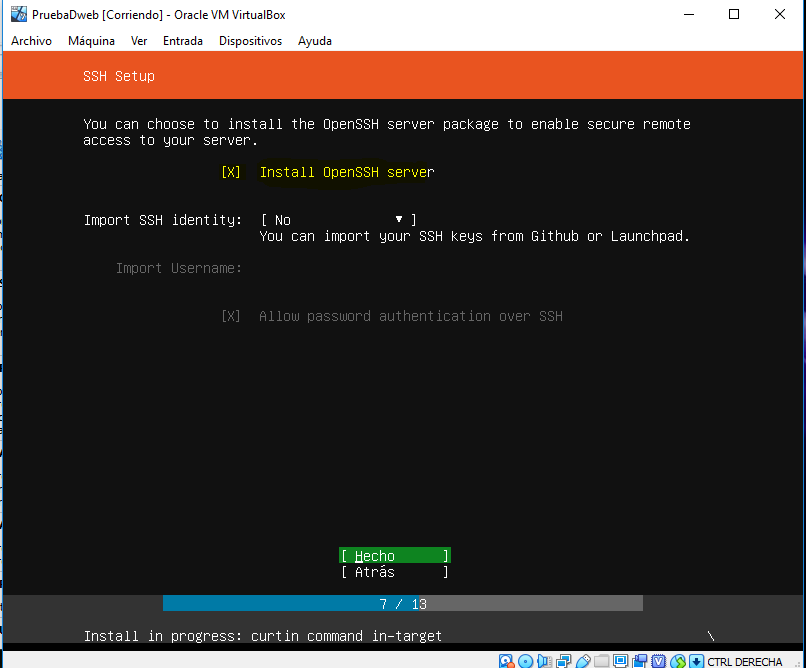 PruebaDweb [Corriendo] - Oracle VM VirtualBox
Archivo Máquina Ver Entrada Dispositivos Ayuda
SSH Setup
You can choose to install the OpenSSH server package to enable secure remote
access to your server.
[X] Install OpenSSH server
Import SSH identity: [ No ▼ ]
You can import your SSH keys from Github or Launchpad.
Import Username:
[X] Allow password authentication over SSH
[ Hecho ]
[ Atrás ]
7 / 13
Install in progress: curtin command in-target \
CTRL DERECHA